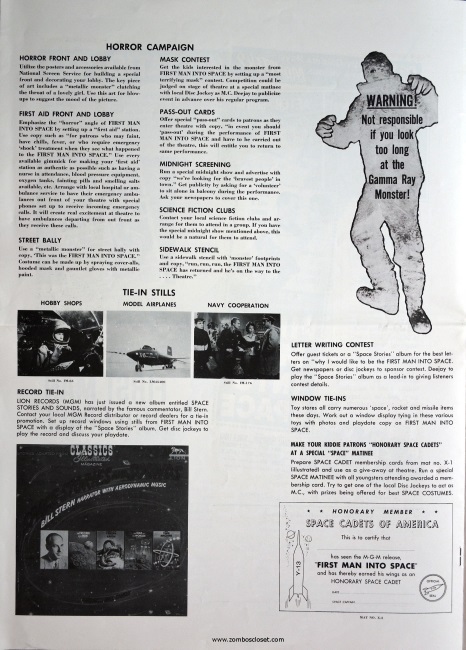 HORROR CAMPAIGN
HORROR FRONT AND LOBBY
Utilize the posters and accessories available from
National Screen Service for building a special
front and decorating your lobby. The key piece
of art includes a "metallic monster" clutching
the throat of a lovely girl. Use this art for blow-
ups to suggest the mood of the picture.
FIRST AID FRONT AND LOBBY
Emphasize the "horror" angle of FIRST MAN
INTO SPACE by setting up a "first aid" station.
Use copy such as "for patrons who may faint,
have chills, fever, or who require emergency
'shock' treatment when they see what happened
to the FIRST MAN INTO SPACE." Use every
available gimmick for making your 'first aid'
station as authentic as possible such as having a
nurse in attendance, blood pressure equipment,
oxygen tanks, fainting pills and smelling salts
available, etc. Arrange with local hospital or am-
bulance service to have their emergency ambu-
lances out front of your theatre with special
phones set up to receive incoming emergency
calls. It will create real excitement at theatre to
have ambulances departing from out front as
they receive these calls.
STREET BALLY
Use a "metallic monster" for street bally with
copy, 'This was the FIRST MAN IN SPACE."
Costume can be made up by spraying cover-alls,
hooded mask and gauntlet gloves with metallic
paint.
MASK CONTEST
Get the kids interested in the monster from
FIRST MAN INTO SPACE by setting up a "most
terrifying mask" contest. Competition could be
judged on stage of theatre at a special matinee
with local Disc Jockey as M.C. Deejay to publicize
event in advance over his regular program.
PASS-OUT CARDS
Offer special "pass-out" cards to patrons as they
enter theatre with copy, "in event you should
'pass-out' during the performance of FIRST
MAN INTO SPACE and have to be carried out
of the theatre, this will entitle you to return to
same performance.
MIDNIGHT SCREENING
Run a special midnight show and advertise with
copy "we're looking for the 'bravest people' in
town." Get publicity by asking for a 'volunteer'
to sit alone in balcony during the performance.
Ask your newspapers to cover this one.
SCIENCE FICTION CLUBS
Contact your local science fiction clubs and ar-
range for them to attend in a group. If you have
the special midnight show mentioned above, this
would be a natural for them to attend.
SIDEWALK STENCIL
Use a sidewalk stencil with 'monster' footprints
and copy, "run, run, run, the FIRST MAN INTO
SPACE has returned and he's on the way to the
.... Theatre."
WARNING!
Not responsible
if you look
too long
at the
Gamma Ray
Monster!
TIE-IN STILLS
HOBBY SHOPS
MODEL AIRPLANES
NAVY COOPERATION
RECORD TIE-IN
LION RECORDS (MGM) has just issued a new album entitled SPACE
STORIES AND SOUNDS, narrated by the famous commentator, Bill Stern.
Contact your local MGM Record distributor or record dealers for a tie-in
promotion. Set up record windows using stills from FIRST MAN INTO
SPACE with a display of the "Space Stories" album. Get disc jockeys to
play the record and discuss your playdate.
CLASSICS
MAGAZINE
BILL STERN NARRATOR WITH AERODYNAMIC MUSIC
LETTER WRITING CONTEST
Offer guest tickets or a "Space Stories" album for the best let-
ters on "why I would like to be the FIRST MAN INTO SPACE.
Get newspapers or disc jockeys to sponsor contest. Deejay to
play the "Space Stories" album as a lead-in to giving listeners
contest details.
WINDOW TIE-INS
Toy stores all carry numerous 'space', rocket and missile items
these days. Work out a window display tying in these various
toys with photos and playdate copy on FIRST MAN INTO
SPACE.
MAKE YOUR KIDDIE PATRONS "HONORARY SPACE CADETS"
AT A SPECIAL "SPACE" MATINEE
Prepare SPACE CADET membership cards from mat no. X-1
(illustrated) and use as a give-away at theatre. Run a special
SPACE MATINEE with all youngsters attending awarded a mem-
bership card. Try to get one of the local Disc Jockeys to act as
M.C., with prizes being offered for best SPACE COSTUMES.
★ ★ HONORARY MEMBER ★ ★
SPACE CADETS OF AMERICA
This is to certify that
has seen the M-G-M release,
"FIRST MAN INTO SPACE"
and has thereby earned his wings as an
HONORARY SPACE CADET
Y-13
www.zomboscloset.com